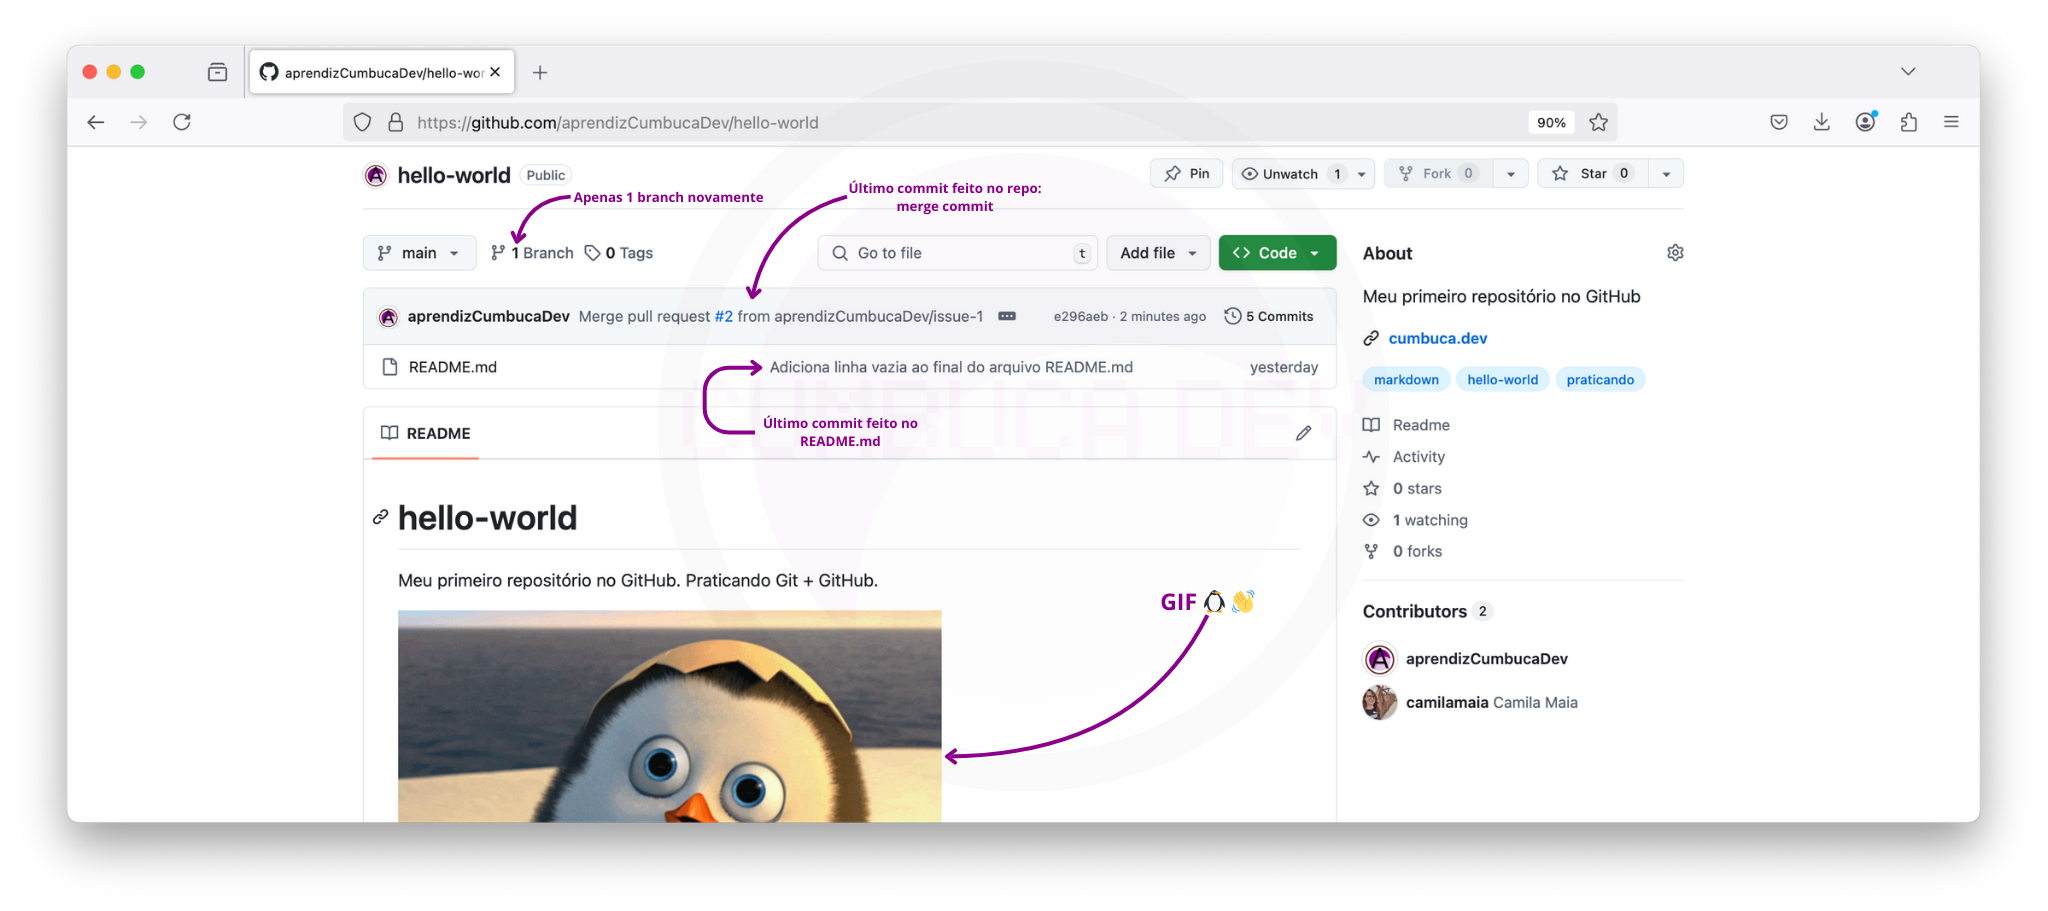 aprendizCumbucaDev/hello-wor
https://github.com/aprendizCumbucaDev/hello-world
90%
hello-world Public
Pin
Unwatch 1
Fork 0
Star 0
Apenas 1 branch novamente
Último commit feito no repo:
merge commit
main
1 Branch
0 Tags
Go to file
t
Add file
Code
aprendizCumbucaDev Merge pull request #2 from aprendizCumbucaDev/issue-1
e296aeb · 2 minutes ago
5 Commits
README.md
Adiciona linha vazia ao final do arquivo README.md
yesterday
Último commit feito no
README.md
README
hello-world
Meu primeiro repositório no GitHub. Praticando Git + GitHub.
GIF
About
Meu primeiro repositório no GitHub
cumbuca.dev
markdown hello-world praticando
Readme
Activity
0 stars
1 watching
0 forks
Contributors 2
aprendizCumbucaDev
camilamaia Camila Maia
CUMBUCA DEV